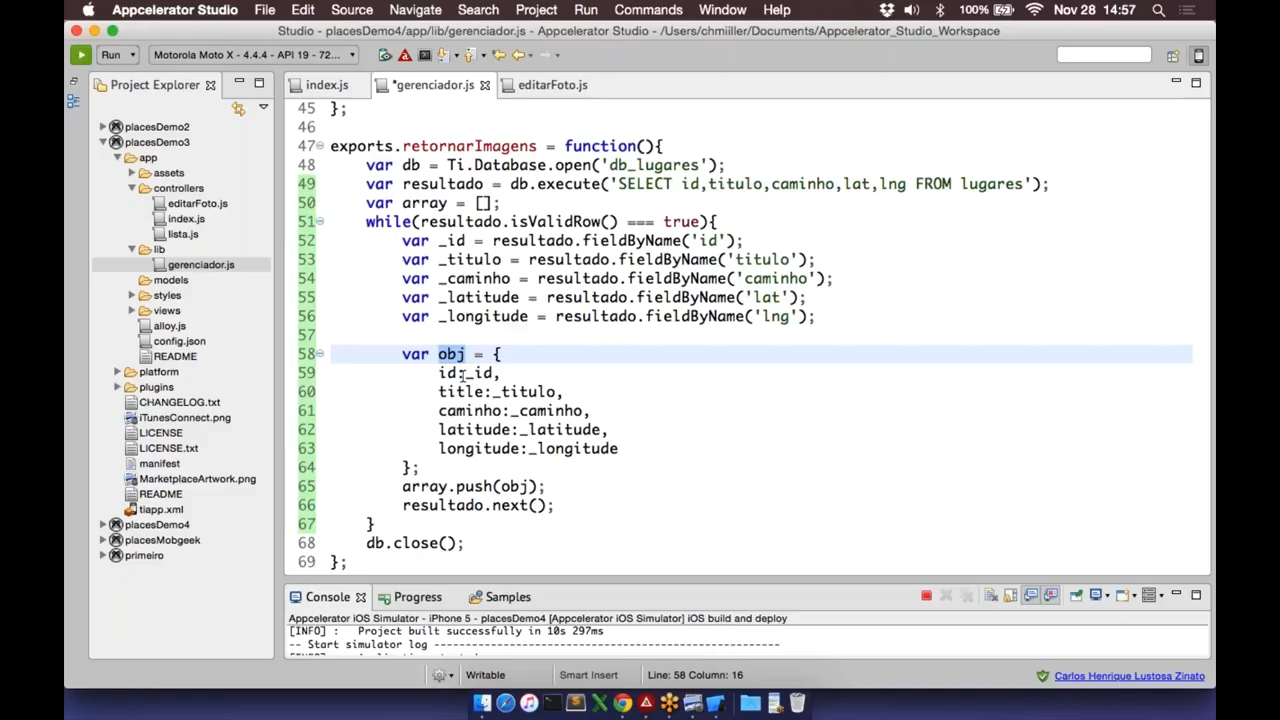 Appcelerator Studio File Edit Source Navigate Search Project Run Commands Window Help 100% Nov 28 14:57
Studio - placesDemo4/app/lib/gerenciador.js - Appcelerator Studio - /Users/chmiiller/Documents/Appcelerator_Studio_Workspace
Run Motorola Moto X - 4.4.4 - API 19 - 72...
Project Explorer
index.js *gerenciador.js editarFoto.js
placesDemo2
placesDemo3
app
assets
controllers
editarFoto.js
index.js
lista.js
lib
gerenciador.js
models
styles
views
alloy.js
config.json
README
platform
plugins
CHANGELOG.txt
iTunesConnect.png
LICENSE
LICENSE.txt
manifest
MarketplaceArtwork.png
README
tiapp.xml
placesDemo4
placesMobgeek
primeiro
45 };
46
47 exports.retornarImagens = function(){
48 var db = Ti.Database.open('db_lugares');
49 var resultado = db.execute('SELECT id,titulo,caminho,lat,lng FROM lugares');
50 var array = [];
51 while(resultado.isValidRow() === true){
52 var _id = resultado.fieldByName('id');
53 var _titulo = resultado.fieldByName('titulo');
54 var _caminho = resultado.fieldByName('caminho');
55 var _latitude = resultado.fieldByName('lat');
56 var _longitude = resultado.fieldByName('lng');
57
58 var obj = {
59 id:_id,
60 title:_titulo,
61 caminho:_caminho,
62 latitude:_latitude,
63 longitude:_longitude
64 };
65 array.push(obj);
66 resultado.next();
67 }
68 db.close();
69 };
Console Progress Samples
Appcelerator iOS Simulator - iPhone 5 - placesDemo4 [Appcelerator iOS Simulator] iOS build and deploy
[INFO] : Project built successfully in 10s 297ms
-- Start simulator log ---------------------------------------------------
Writable Smart Insert Line: 58 Column: 16 Carlos Henrique Lustosa Zinato